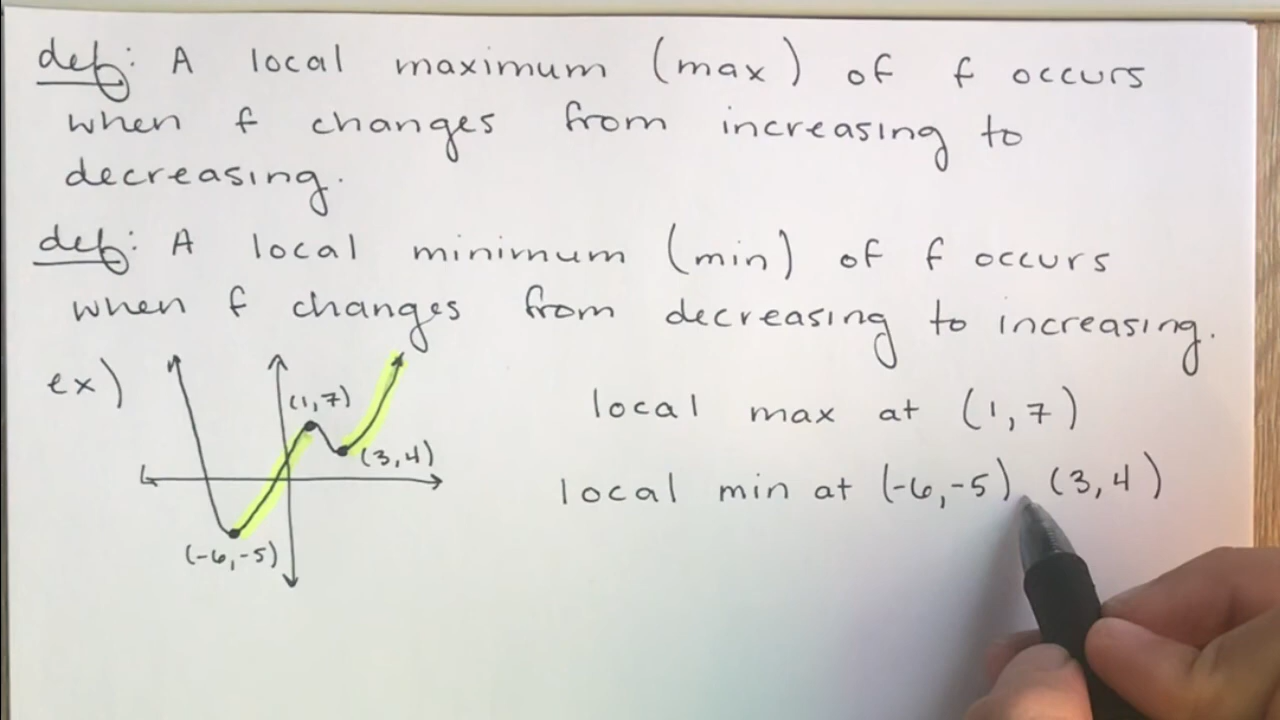 def: A local maximum (max) of f occurs
when f changes from increasing to
decreasing.
def: A local minimum (min) of f occurs
when f changes from decreasing to increasing.
ex)
(1,7)
(3,4)
(-6,-5)
local max at (1,7)
local min at (-6,-5) (3,4)